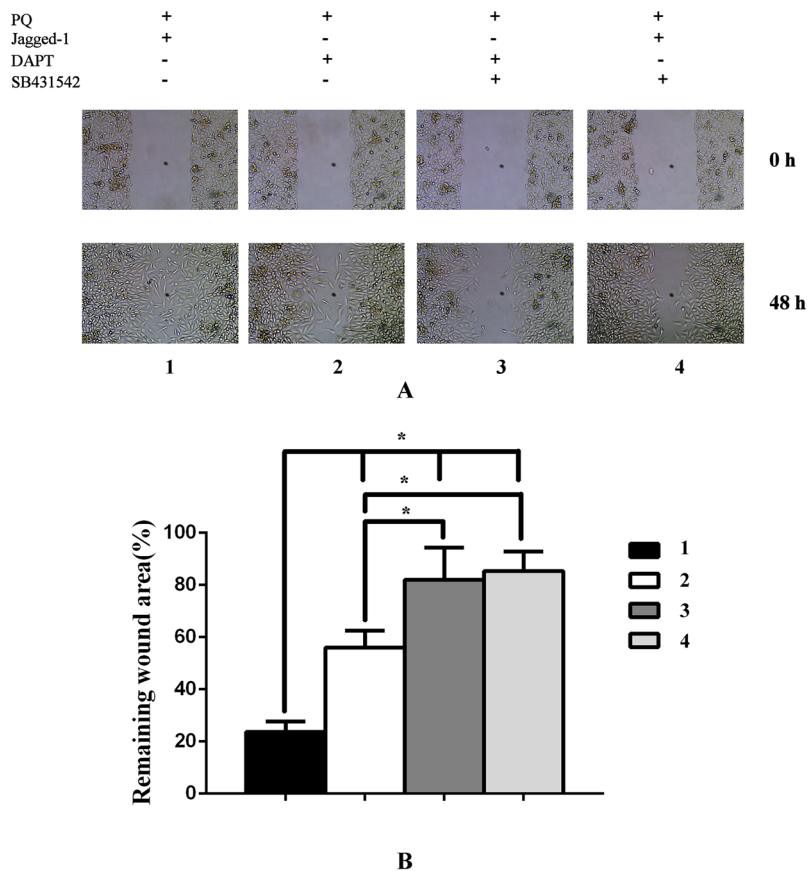 PQ + + + +
Jagged-1 + - - +
DAPT - + + -
SB431542 - - + +
0 h
48 h
1 2 3 4
A
*
*
*
Remaining wound area(%)
100
80
60
40
20
0
1
2
3
4
B